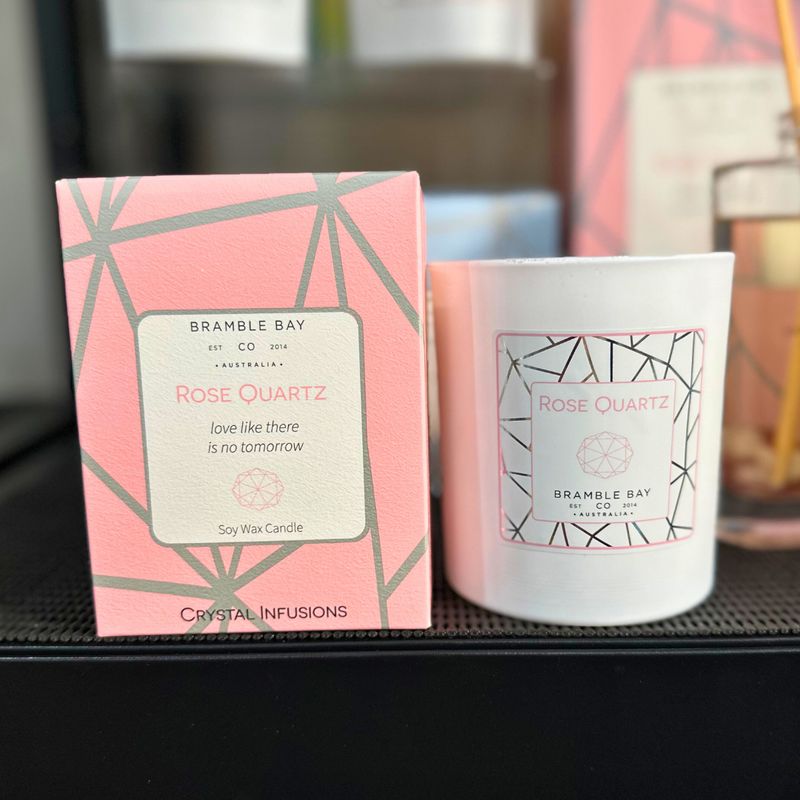 BRAMBLE BAY
EST CO 2014
• AUSTRALIA •
ROSE QUARTZ
love like there
is no tomorrow
Soy Wax Candle
CRYSTAL INFUSIONS
ROSE QUARTZ
BRAMBLE BAY
EST CO 2014
• AUSTRALIA •